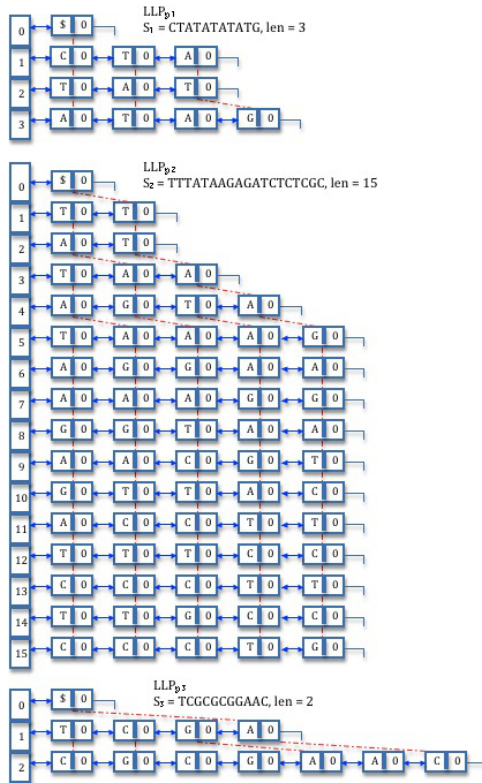 LLP𝔭1
S1 = CTATATATATG, len = 3
0 $ 0
1 C 0 T 0 A 0
2 T 0 A 0 T 0
3 A 0 T 0 A 0 G 0
LLP𝔭2
S2 = TTTATAAGAGATCTCTCGC, len = 15
0 $ 0
1 T 0 T 0
2 A 0 T 0
3 T 0 A 0 A 0
4 A 0 G 0 T 0 A 0
5 T 0 A 0 A 0 A 0 G 0
6 A 0 G 0 G 0 A 0 A 0
7 A 0 A 0 A 0 G 0 G 0
8 G 0 G 0 T 0 A 0 A 0
9 A 0 A 0 C 0 G 0 T 0
10 G 0 T 0 T 0 A 0 C 0
11 A 0 C 0 C 0 T 0 T 0
12 T 0 T 0 T 0 C 0 C 0
13 C 0 C 0 C 0 T 0 T 0
14 T 0 T 0 G 0 C 0 C 0
15 C 0 C 0 C 0 T 0 G 0
LLP𝔭3
S3 = TCGCGCGGAAC, len = 2
0 $ 0
1 T 0 C 0 G 0 A 0
2 C 0 G 0 C 0 G 0 A 0 A 0 C 0